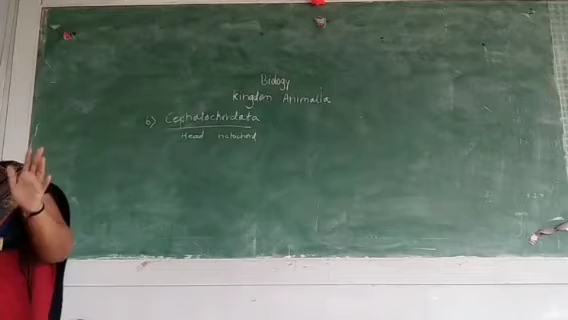 Biology
Kingdom Animalia
b) Cephalochordata
Head notochord